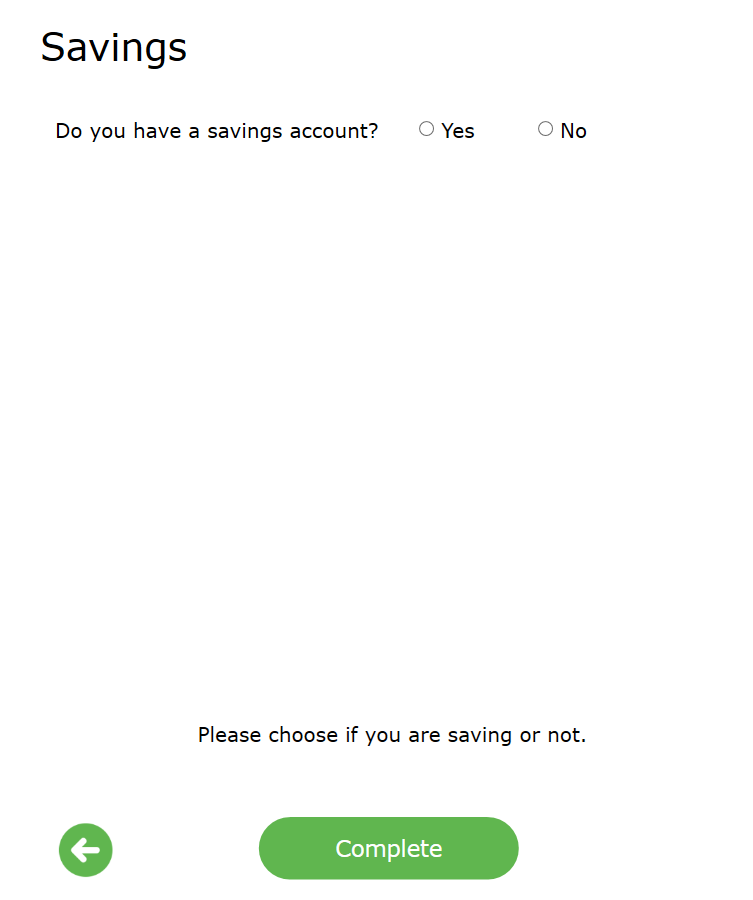 Savings
Do you have a savings account? Yes No
Please choose if you are saving or not.
Complete